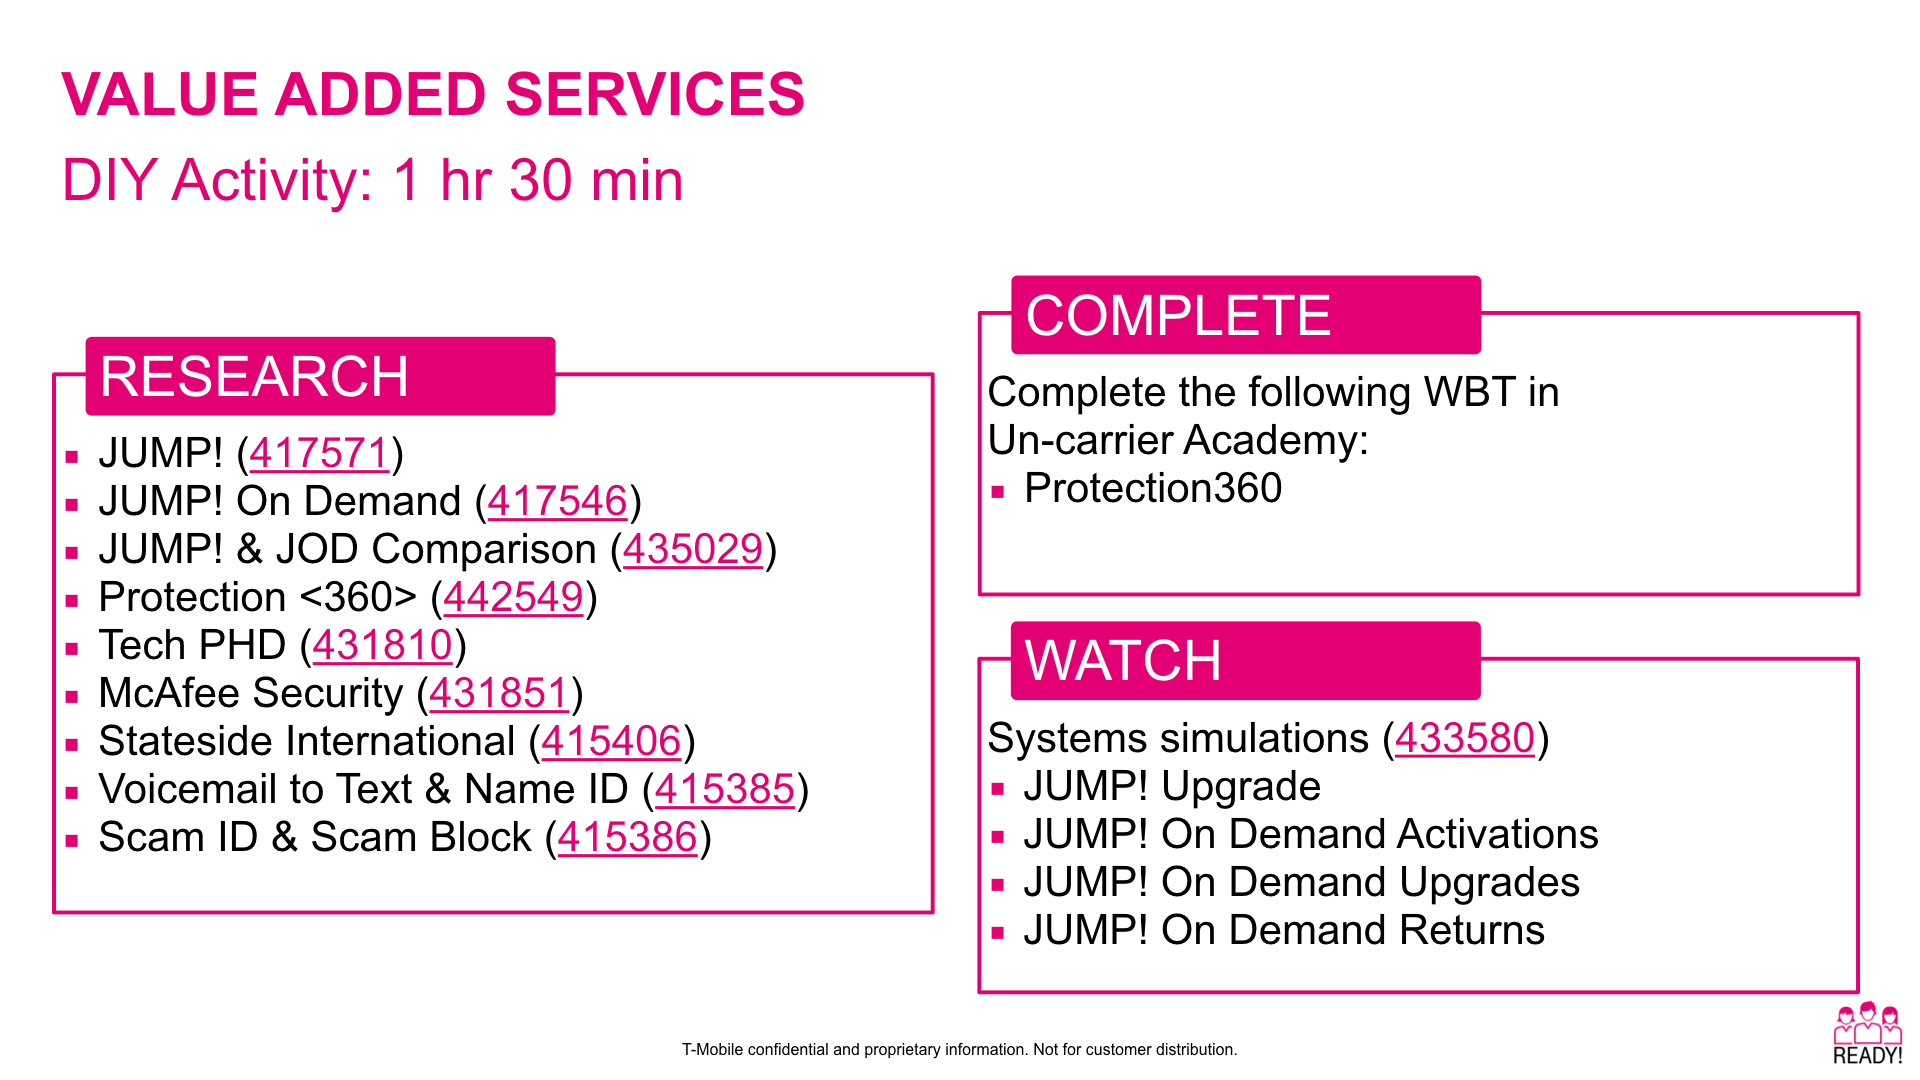 VALUE ADDED SERVICES
DIY Activity: 1 hr 30 min
RESEARCH
▪ JUMP! (417571)
▪ JUMP! On Demand (417546)
▪ JUMP! & JOD Comparison (435029)
▪ Protection <360> (442549)
▪ Tech PHD (431810)
▪ McAfee Security (431851)
▪ Stateside International (415406)
▪ Voicemail to Text & Name ID (415385)
▪ Scam ID & Scam Block (415386)
COMPLETE
Complete the following WBT in
Un-carrier Academy:
▪ Protection360
WATCH
Systems simulations (433580)
▪ JUMP! Upgrade
▪ JUMP! On Demand Activations
▪ JUMP! On Demand Upgrades
▪ JUMP! On Demand Returns
T-Mobile confidential and proprietary information. Not for customer distribution.
READY!